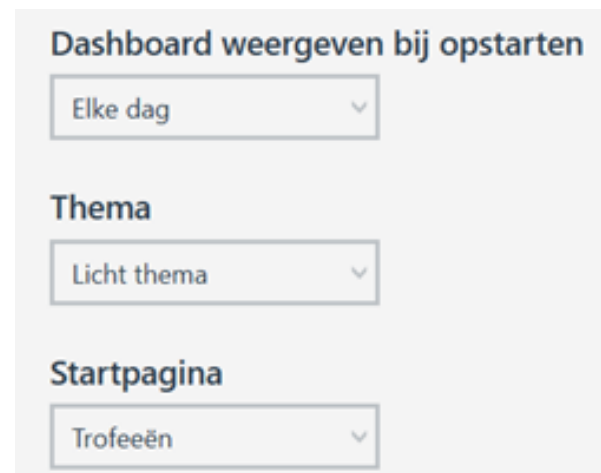 Dashboard weergeven bij opstarten
Elke dag
Thema
Licht thema
Startpagina
Trofeeën